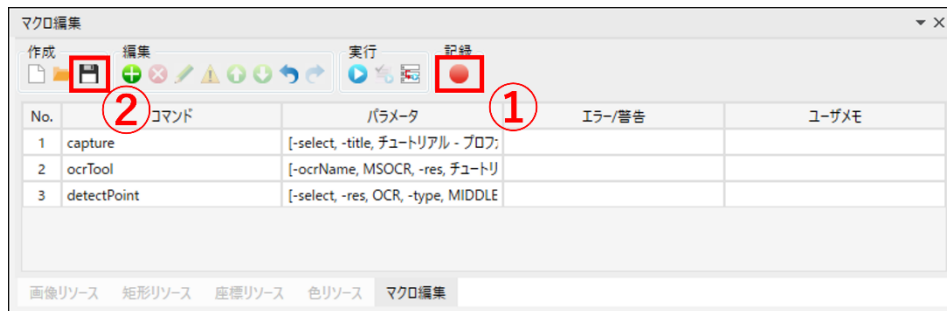 マクロ編集
作成 編集 実行 記録
② ①
No. コマンド パラメータ エラー/警告 ユーザメモ
1 capture [-select, -title, チュートリアル - プロファ
2 ocrTool [-ocrName, MSOCR, -res, チュートリ
3 detectPoint [-select, -res, OCR, -type, MIDDLE
画像リソース 矩形リソース 座標リソース 色リソース マクロ編集